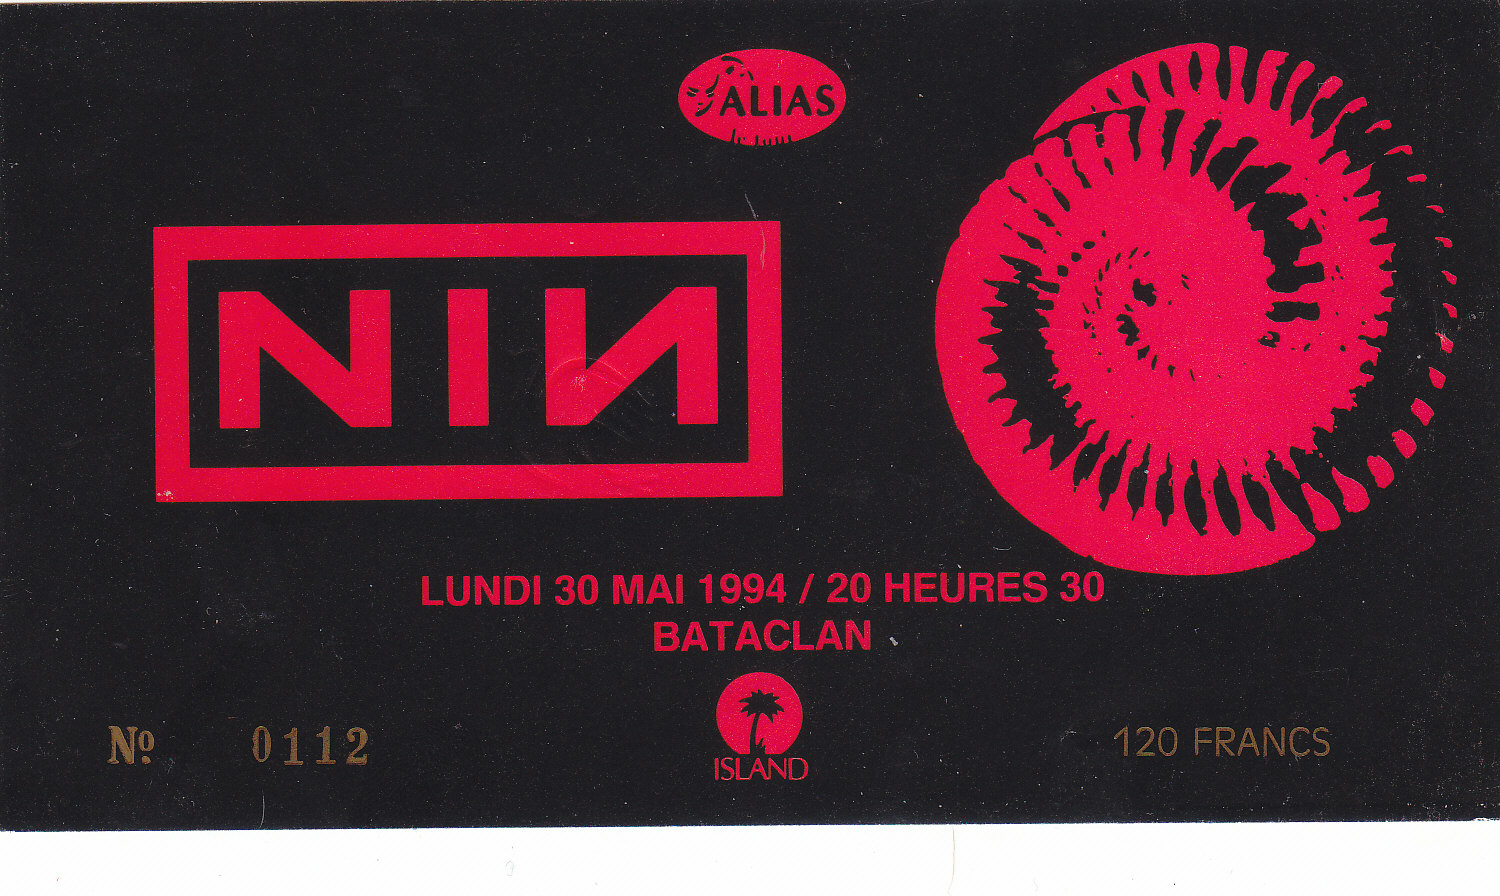 ALIAS
NIN
LUNDI 30 MAI 1994 / 20 HEURES 30
BATACLAN
ISLAND
Nº. 0112
120 FRANCS